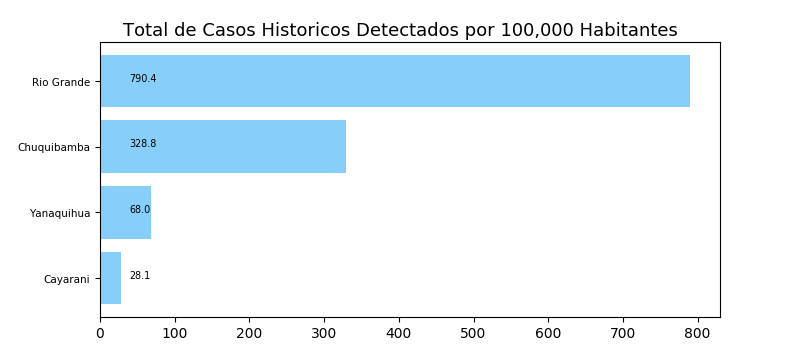 Total de Casos Historicos Detectados por 100,000 Habitantes
Rio Grande 790.4
Chuquibamba 328.8
Yanaquihua 68.0
Cayarani 28.1
0 100 200 300 400 500 600 700 800